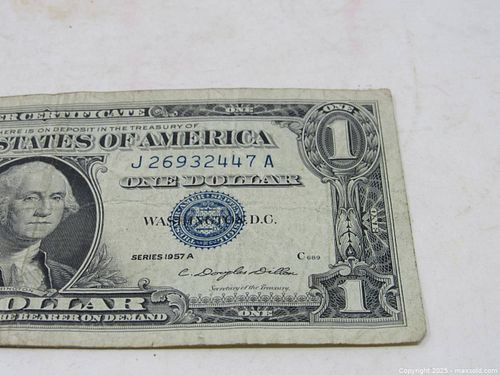 ER CERTIFICATE
ONE
ONE
HERE IS ON DEPOSIT IN THE TREASURY OF
STATES OF AMERICA
1
J 26932447 A
ONE DOLLAR
WASHINGTON, D.C.
SERIES 1957 A
C 689
C. Douglas Dillon
Secretary of the Treasury.
DOLLAR
1
THE BEARER ON DEMAND
ONE
Copyright 2025 - maxsold.com